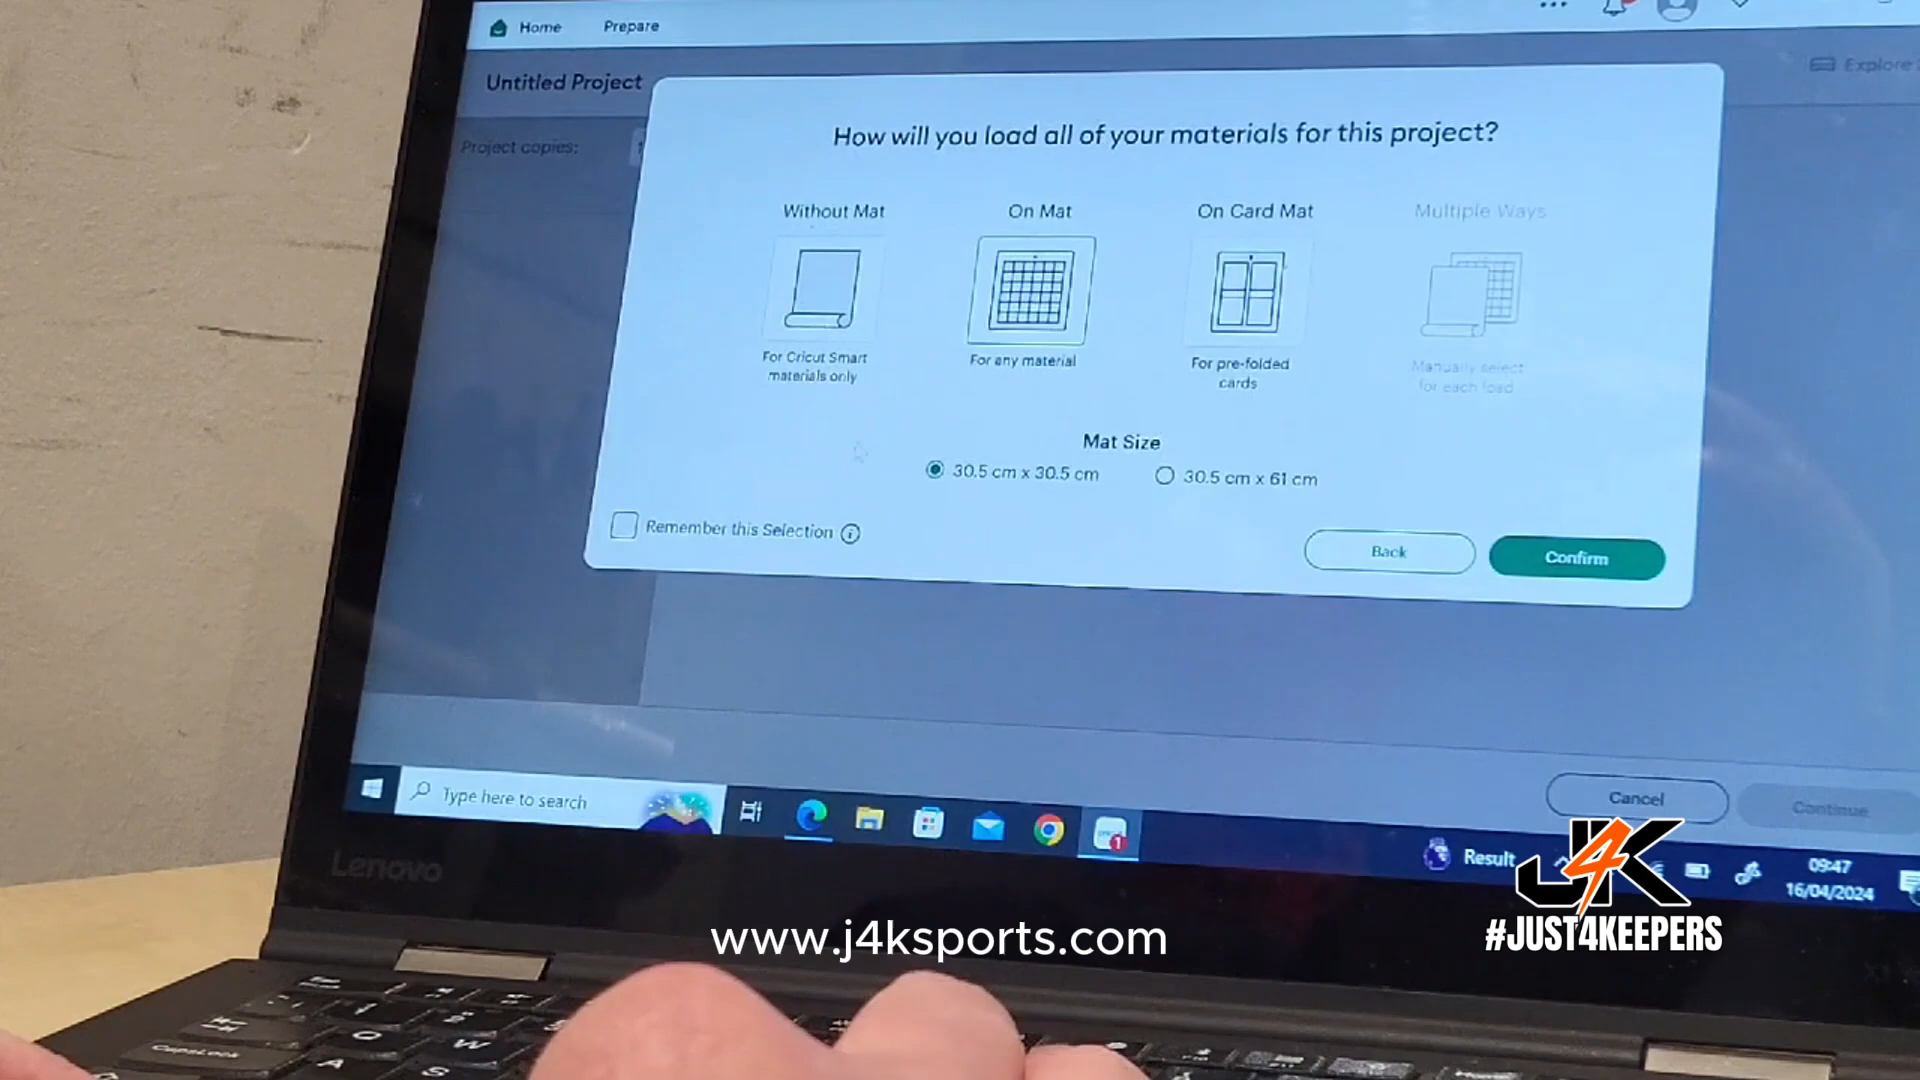 Home
Prepare
Untitled Project
Explore
Project copies:
How will you load all of your materials for this project?
Without Mat
On Mat
On Card Mat
Multiple Ways
For Cricut Smart
materials only
For any material
For pre-folded
cards
Manually select
for each load
Mat Size
30.5 cm x 30.5 cm
30.5 cm x 61 cm
Remember this Selection
Back
Confirm
Cancel
Continue
Type here to search
Result
09:47
16/04/2024
Lenovo
J4K
#JUST4KEEPERS
www.j4ksports.com
CapsLock
Q
W
A
S